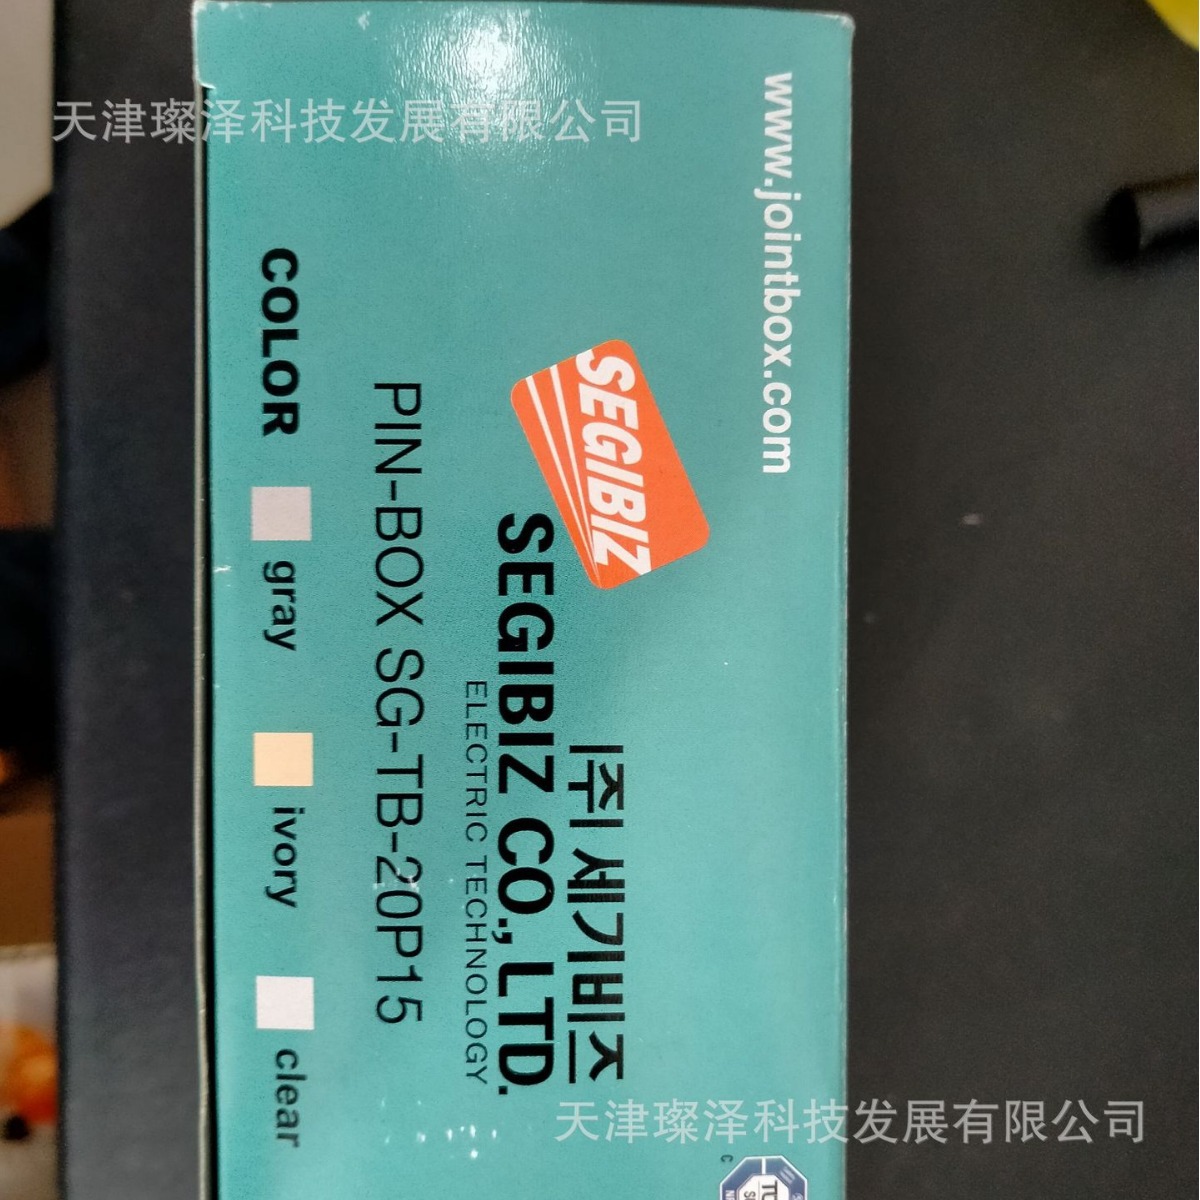 天津璨泽科技发展有限公司
www.jointbox.com
SEGIBIZ
(주) 세기비즈
SEGIBIZ CO., LTD.
ELECTRIC TECHNOLOGY
PIN-BOX SG-TB-20P15
COLOR gray ivory clear
天津璨泽科技发展有限公司
C